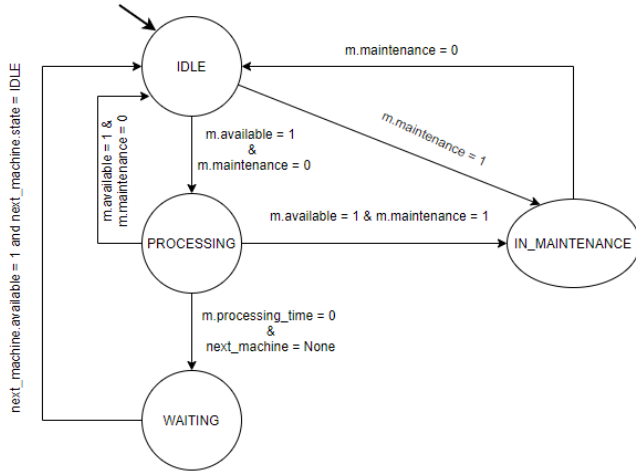 IDLE
m.maintenance = 0
m.maintenance = 1
m.available = 1
&
m.maintenance = 0
m.available = 1 &
m.maintenance = 0
next_machine.available = 1 and next_machine.state = IDLE
PROCESSING
m.available = 1 & m.maintenance = 1
IN_MAINTENANCE
m.processing_time = 0
&
next_machine = None
WAITING